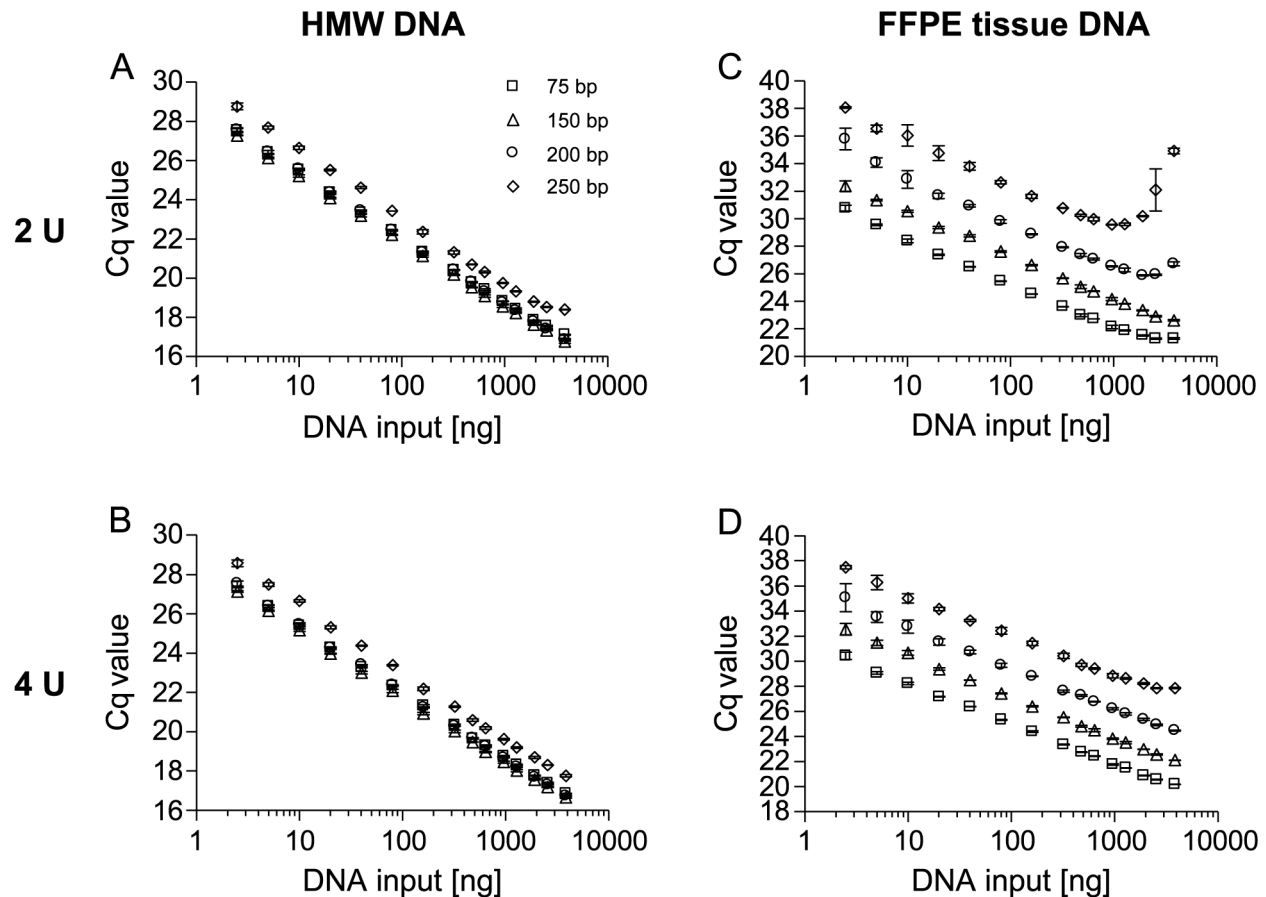 HMW DNA
FFPE tissue DNA
2 U
4 U
A
30
28
26
24
22
20
18
16
Cq value
1
10
100
1000
10000
DNA input [ng]
75 bp
150 bp
200 bp
250 bp
C
40
38
36
34
32
30
28
26
24
22
20
Cq value
1
10
100
1000
10000
DNA input [ng]
B
30
28
26
24
22
20
18
16
Cq value
1
10
100
1000
10000
DNA input [ng]
D
40
38
36
34
32
30
28
26
24
22
20
18
Cq value
1
10
100
1000
10000
DNA input [ng]